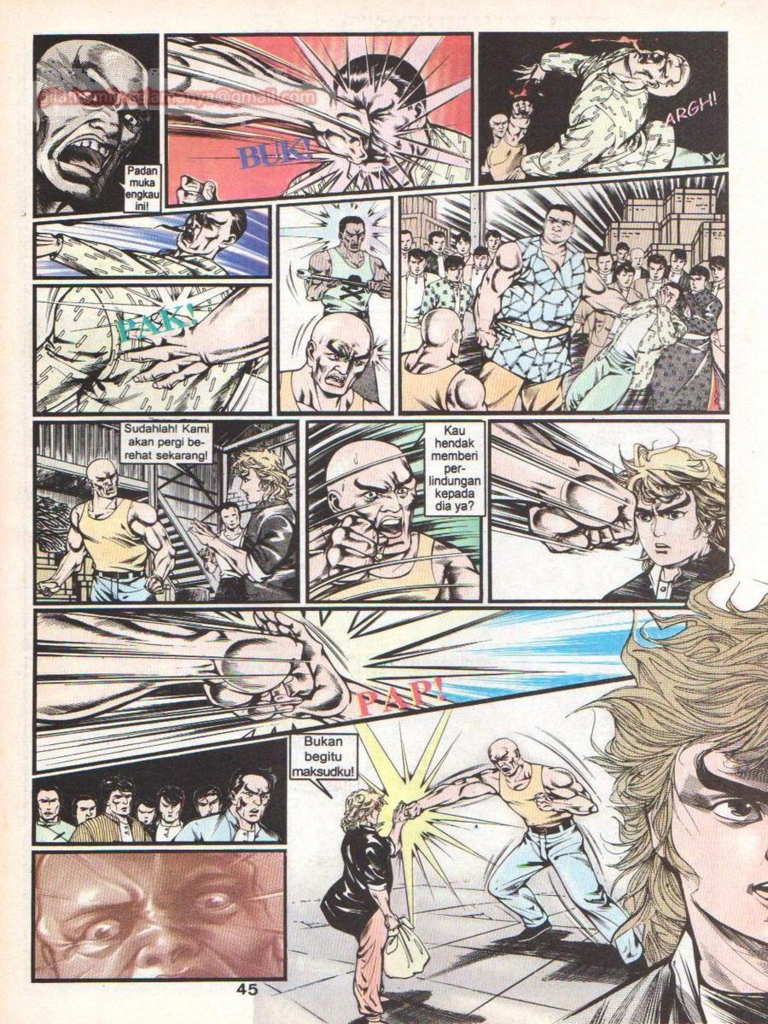 Padan
muka
engkau
ini!
BUK!
ARGH!
PAK!
Sudahlah! Kami
akan pergi be-
rehat sekarang!
Kau
hendak
memberi
per-
lindungan
kepada
dia ya?
PAP!
Bukan
begitu
maksudku!
45